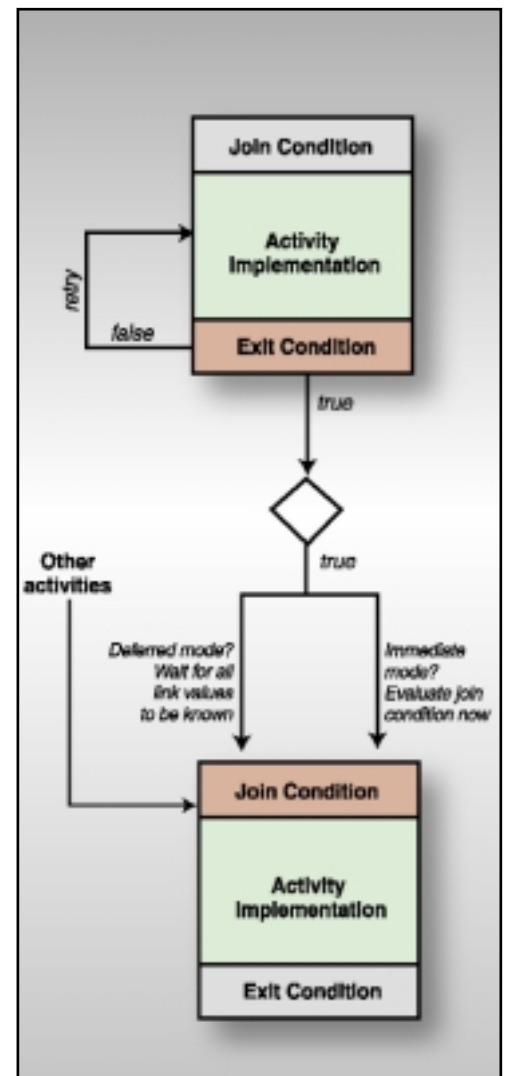 Join Condition
Activity
Implementation
retry
false
Exit Condition
true
true
Other
activities
Deferred mode?
Wait for all
link values
to be known
Immediate
mode?
Evaluate join
condition now
Join Condition
Activity
Implementation
Exit Condition